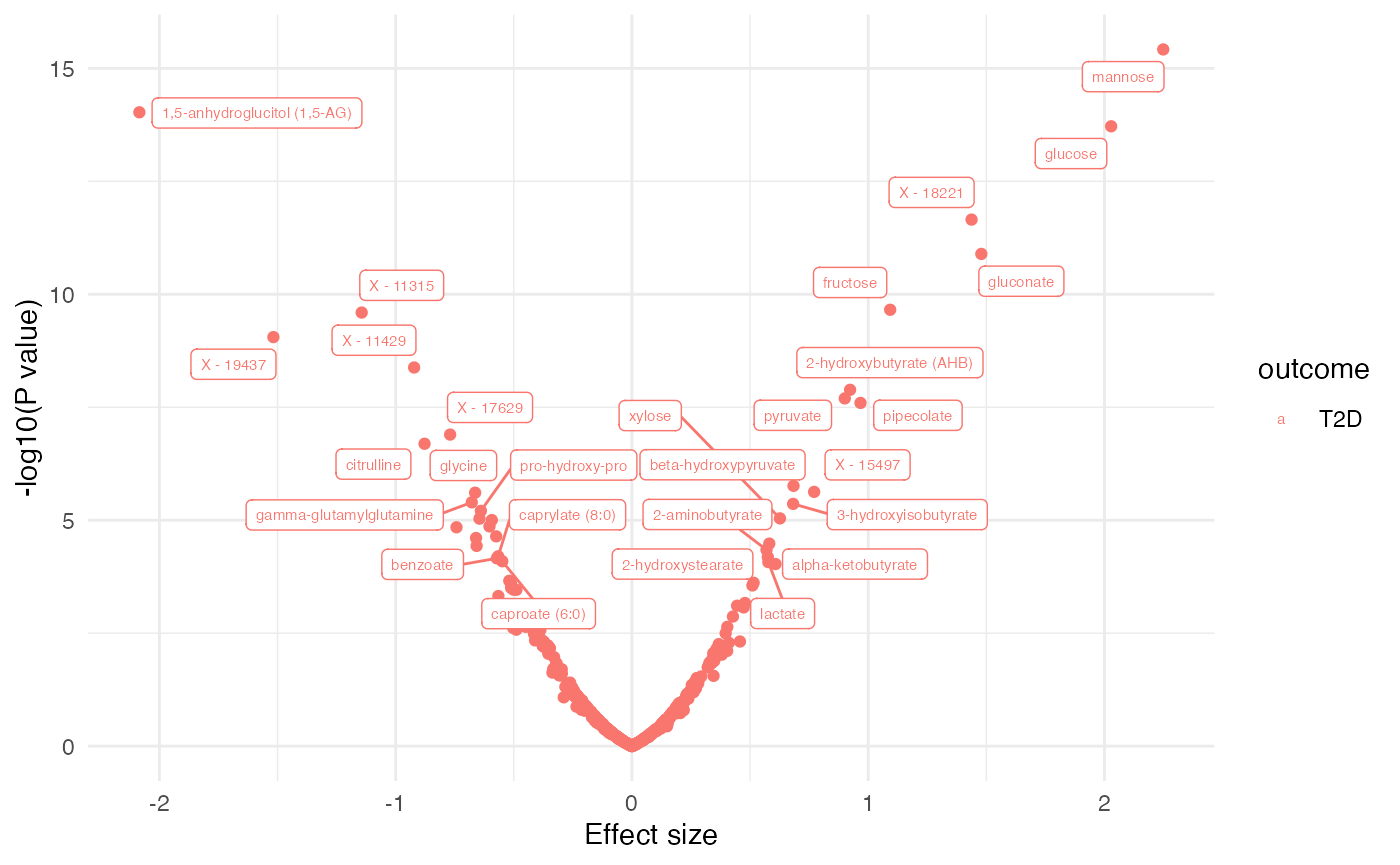 15
mannose
1,5-anhydroglucitol (1,5-AG)
glucose
X - 18221
X - 11315
fructose
gluconate
10
X - 11429
X - 19437
2-hydroxybutyrate (AHB)
X - 17629
xylose
pyruvate
pipecolate
citrulline
glycine
pro-hydroxy-pro
beta-hydroxypyruvate
X - 15497
gamma-glutamylglutamine
caprylate (8:0)
2-aminobutyrate
3-hydroxyisobutyrate
5
benzoate
2-hydroxystearate
alpha-ketobutyrate
caproate (6:0)
lactate
0
-2
-1
0
1
2
Effect size
-log10(P value)
outcome
a T2D